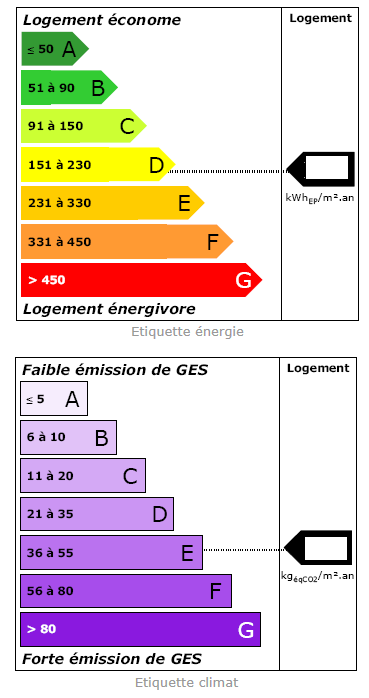 Logement économe
Logement
≤ 50 A
51 à 90 B
91 à 150 C
151 à 230 D
231 à 330 E
331 à 450 F
> 450 G
kWhEP/m².an
Logement énergivore
Etiquette énergie
Faible émission de GES
Logement
≤ 5 A
6 à 10 B
11 à 20 C
21 à 35 D
36 à 55 E
56 à 80 F
> 80 G
kgéqCO2/m².an
Forte émission de GES
Etiquette climat